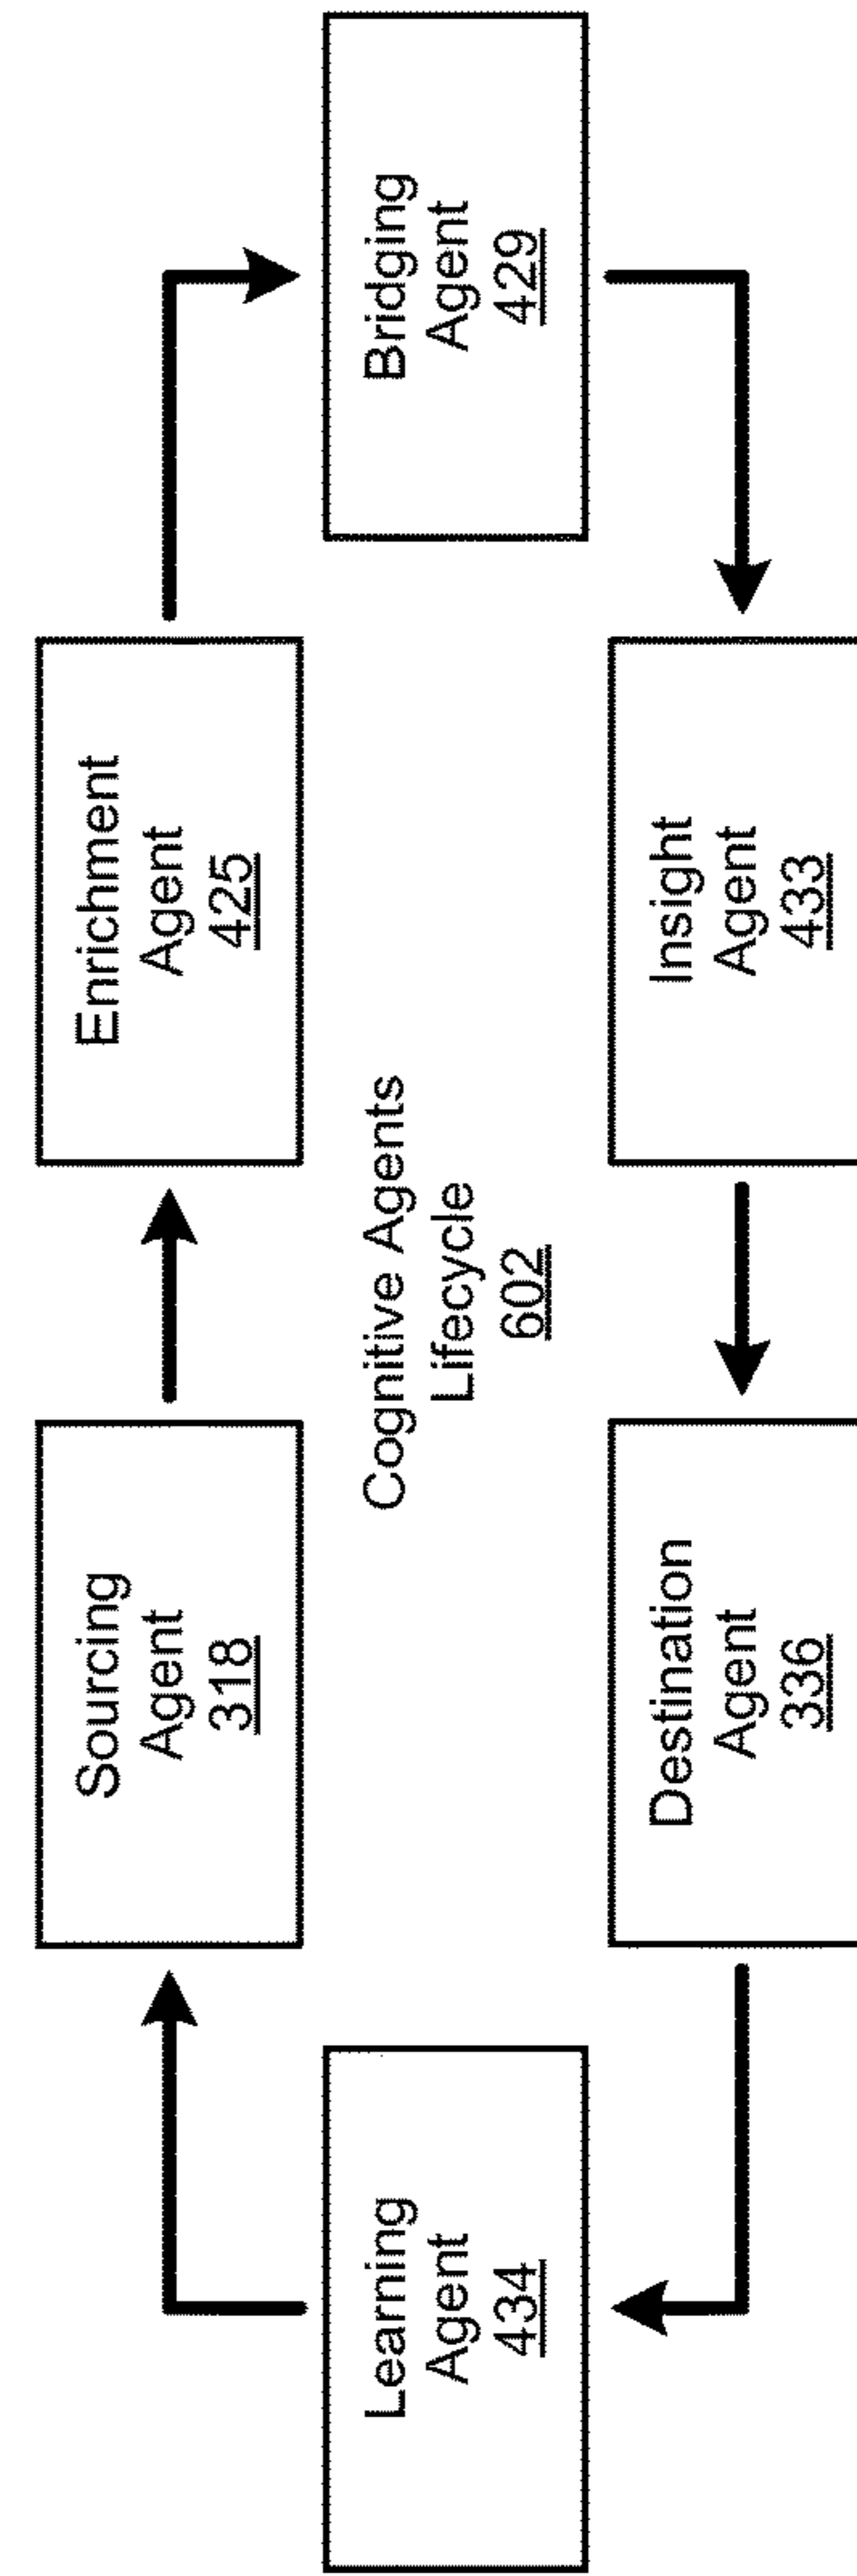 Sourcing
Agent
318
Enrichment
Agent
425
Learning
Agent
434
Cognitive Agents
Lifecycle
602
Bridging
Agent
429
Destination
Agent
336
Insight
Agent
433